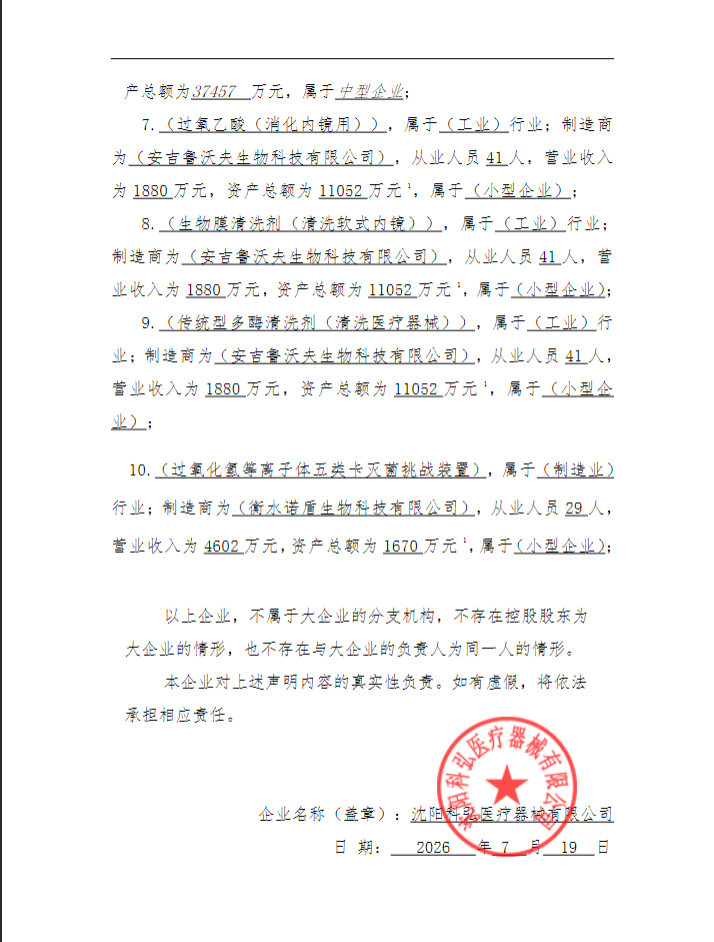 产总额为37457 万元，属于中型企业；
7.（过氧乙酸（消化内镜用）），属于（工业）行业；制造商
为（安吉鲁沃夫生物科技有限公司），从业人员41人，营业收入
为1880万元，资产总额为11052万元¹，属于（小型企业）；
8.（生物膜清洗剂（清洗软式内镜）），属于（工业）行业；
制造商为（安吉鲁沃夫生物科技有限公司），从业人员41人，营
业收入为1880万元，资产总额为11052万元¹，属于（小型企业）；
9.（传统型多酶清洗剂（清洗医疗器械）），属于（工业）行
业；制造商为（安吉鲁沃夫生物科技有限公司），从业人员41人，
营业收入为1880万元，资产总额为11052万元¹，属于（小型企
业）；
10.（过氧化氢等离子体五类卡灭菌挑战装置），属于（制造业）
行业；制造商为（衡水诺盾生物科技有限公司），从业人员29人，
营业收入为4602万元，资产总额为1670万元¹，属于（小型企业）；
以上企业，不属于大企业的分支机构，不存在控股股东为
大企业的情形，也不存在与大企业的负责人为同一人的情形。
本企业对上述声明内容的真实性负责。如有虚假，将依法
承担相应责任。
沈阳科弘医疗器械有限公司
企业名称（盖章）：沈阳科弘医疗器械有限公司
日 期： 2026 年 7 月 19 日